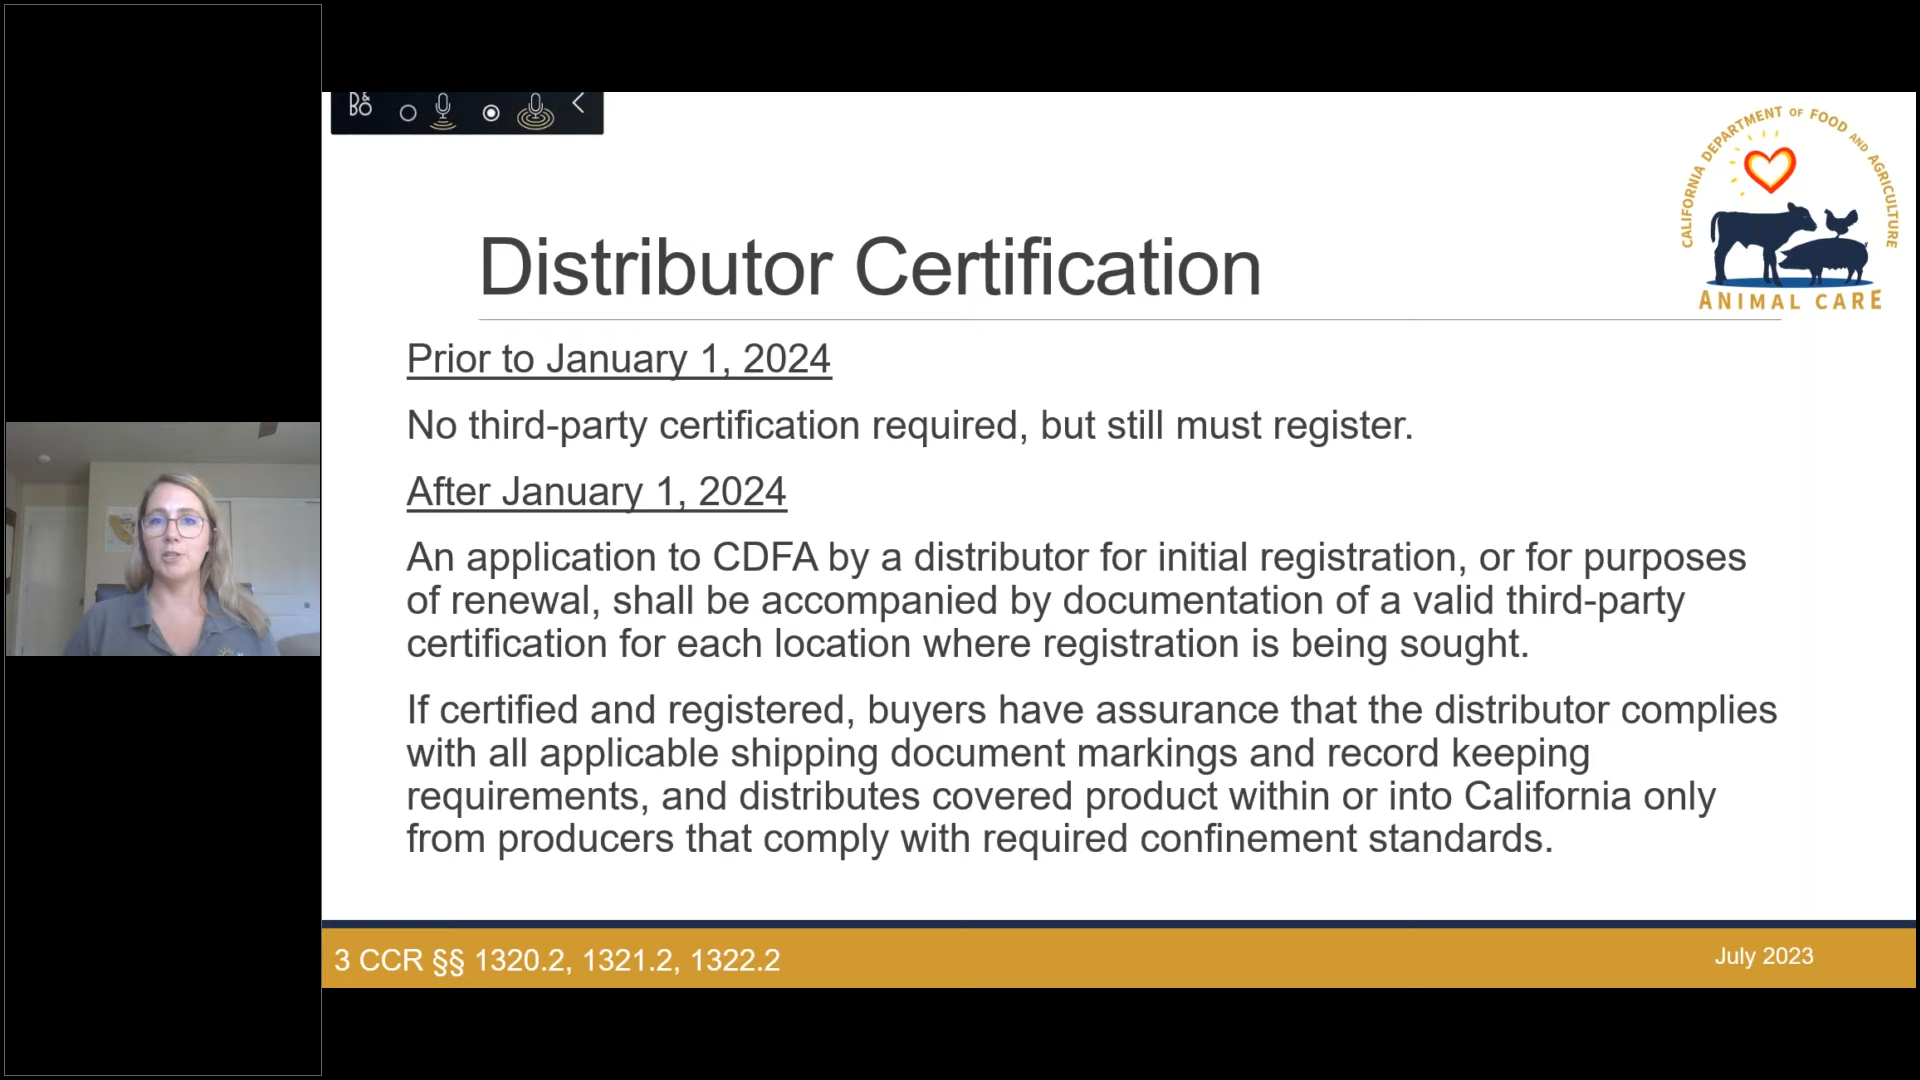 B&O
CALIFORNIA DEPARTMENT OF FOOD AND AGRICULTURE
ANIMAL CARE
Distributor Certification
Prior to January 1, 2024
No third-party certification required, but still must register.
After January 1, 2024
An application to CDFA by a distributor for initial registration, or for purposes
of renewal, shall be accompanied by documentation of a valid third-party
certification for each location where registration is being sought.
If certified and registered, buyers have assurance that the distributor complies
with all applicable shipping document markings and record keeping
requirements, and distributes covered product within or into California only
from producers that comply with required confinement standards.
3 CCR §§ 1320.2, 1321.2, 1322.2
July 2023